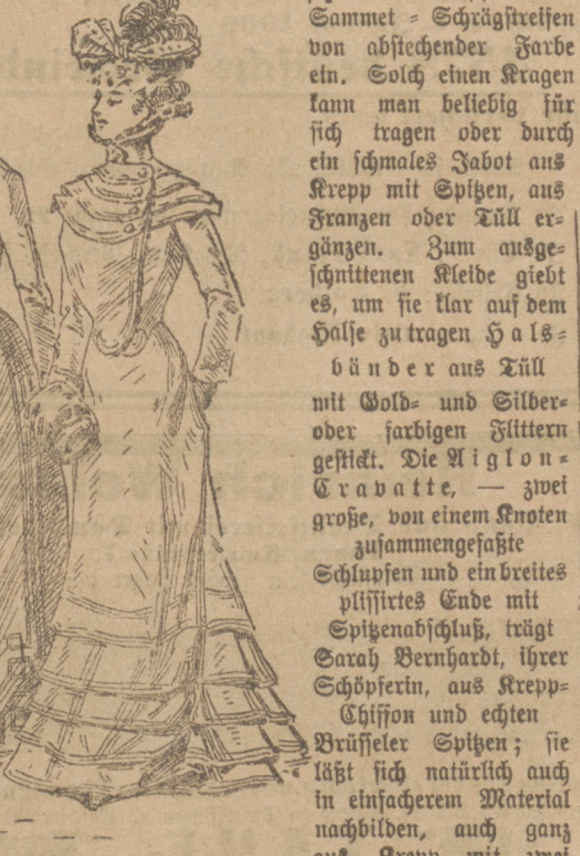 Sammet - Schrägstreifen
von abstechender Farbe
ein. Solch einen Kragen
kann man beliebig für
sich tragen oder durch
ein schmales Jabot aus
Krepp mit Spitzen, aus
Franzen oder Tüll er-
gänzen. Zum ausge-
schnittenen Kleide giebt
es, um sie klar auf dem
Halse zu tragen Hals-
bänder aus Tüll
mit Gold- und Silber-
oder farbigen Flittern
gestickt. Die Aiglon-
Cravatte, — zwei
große, von einem Knoten
zusammengefaßte
Schlupfen und ein breites
plissirtes Ende mit
Spitzenabschluß, trägt
Sarah Bernhardt, ihrer
Schöpferin, aus Krepp-
Chiffon und echten
Brüsseler Spitzen; sie
läßt sich natürlich auch
in einfacherem Material
nachbilden, auch ganz
aus Krepp mit zwei